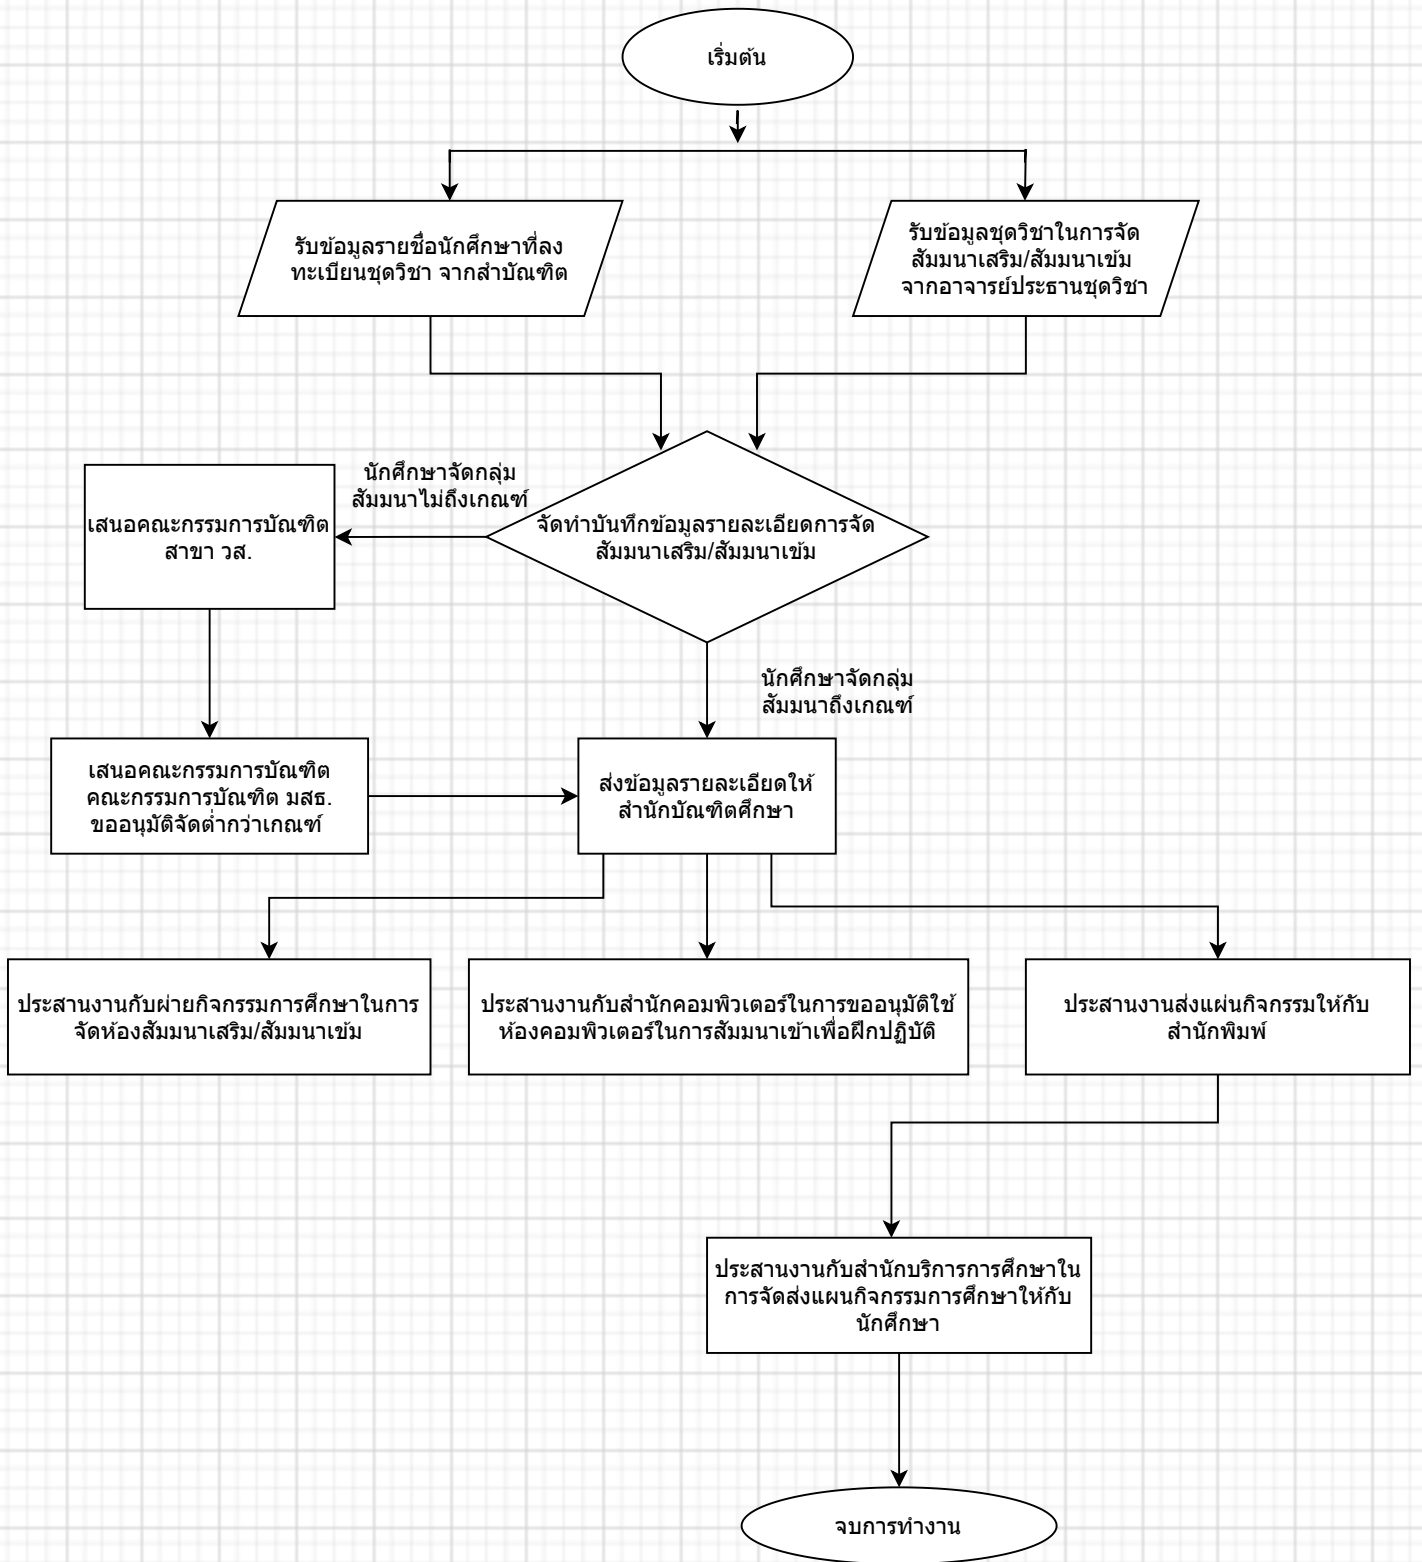 เริ่มต้น
รับข้อมูลรายชื่อนักศึกษาที่ลง
ทะเบียนชุดวิชา จากสำบัณฑิต
รับข้อมูลชุดวิชาในการจัด
สัมมนาเสริม/สัมมนาเข้ม
จากอาจารย์ประธานชุดวิชา
นักศึกษาจัดกลุ่ม
สัมมนาไม่ถึงเกณฑ์
เสนอคณะกรรมการบัณฑิต
สาขา วส.
จัดทำบันทึกข้อมูลรายละเอียดการจัด
สัมมนาเสริม/สัมมนาเข้ม
นักศึกษาจัดกลุ่ม
สัมมนาถึงเกณฑ์
เสนอคณะกรรมการบัณฑิต
คณะกรรมการบัณฑิต มสธ.
ขออนุมัติจัดต่ำกว่าเกณฑ์
ส่งข้อมูลรายละเอียดให้
สำนักบัณฑิตศึกษา
ประสานงานกับผ่ายกิจกรรมการศึกษาในการ
จัดห้องสัมมนาเสริม/สัมมนาเข้ม
ประสานงานกับสำนักคอมพิวเตอร์ในการขออนุมัติใช้
ห้องคอมพิวเตอร์ในการสัมมนาเข้าเพื่อฝึกปฏิบัติ
ประสานงานส่งแผ่นกิจกรรมให้กับ
สำนักพิมพ์
ประสานงานกับสำนักบริการการศึกษาใน
การจัดส่งแผนกิจกรรมการศึกษาให้กับ
นักศึกษา
จบการทำงาน